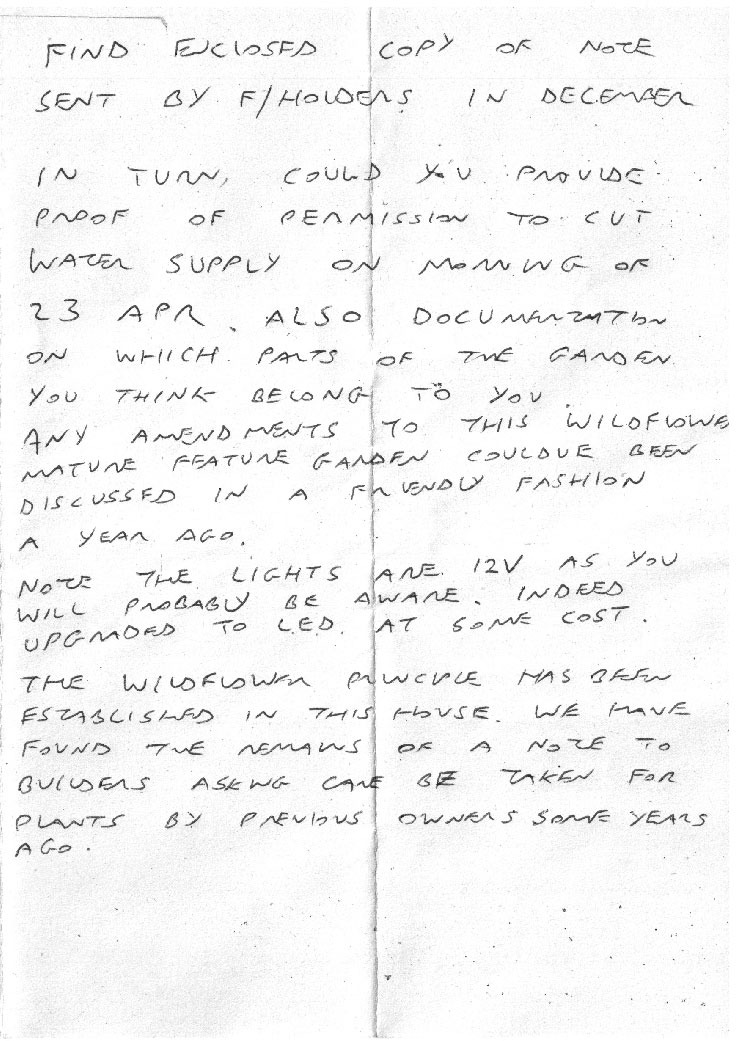 FIND ENCLOSED COPY OF NOTE
SENT BY F/HOLDERS IN DECEMBER
IN TURN, COULD YOU PROVIDE
PROOF OF PERMISSION TO CUT
WATER SUPPLY ON MORNING OF
23 APR. ALSO DOCUMENTATION
ON WHICH PARTS OF THE GARDEN
YOU THINK BELONG TO YOU.
ANY AMENDMENTS TO THIS WILDFLOWE
MATURE FEATURE GARDEN COULDVE BEEN
DISCUSSED IN A FRIENDLY FASHION
A YEAR AGO.
NOTE THE LIGHTS ARE 12V AS YOU
WILL PROBABLY BE AWARE. INDEED
UPGRADED TO L.E.D. AT SOME COST.
THE WILDFLOWER PRINCIPLE HAS BEEN
ESTABLISHED IN THIS HOUSE. WE HAVE
FOUND THE REMAINS OF A NOTE TO
BUILDERS ASKING CARE BE TAKEN FOR
PLANTS BY PREVIOUS OWNERS SOME YEARS
AGO.